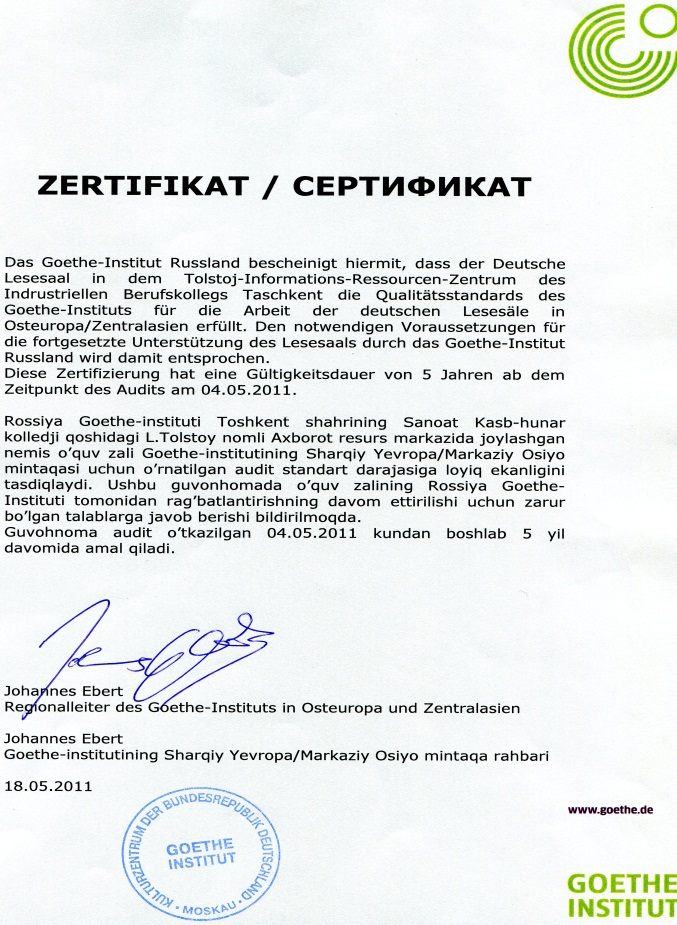 ZERTIFIKAT / СЕРТИФИКАТ
Das Goethe-Institut Russland bescheinigt hiermit, dass der Deutsche
Lesesaal in dem Tolstoj-Informations-Ressourcen-Zentrum des
Indrustriellen Berufskollegs Taschkent die Qualitätsstandards des
Goethe-Instituts für die Arbeit der deutschen Lesesäle in
Osteuropa/Zentralasien erfüllt. Den notwendigen Voraussetzungen für
die fortgesetzte Unterstützung des Lesesaals durch das Goethe-Institut
Russland wird damit entsprochen.
Diese Zertifizierung hat eine Gültigkeitsdauer von 5 Jahren ab dem
Zeitpunkt des Audits am 04.05.2011.
Rossiya Goethe-instituti Toshkent shahrining Sanoat Kasb-hunar
kolledji qoshidagi L.Tolstoy nomli Axborot resurs markazida joylashgan
nemis o’quv zali Goethe-institutining Sharqiy Yevropa/Markaziy Osiyo
mintaqasi uchun o’rnatilgan audit standart darajasiga loyiq ekanligini
tasdiqlaydi. Ushbu guvonhomada o’quv zalining Rossiya Goethe-
Instituti tomonidan rag’batlantirishning davom ettirilishi uchun zarur
bo’lgan talablarga javob berishi bildirilmoqda.
Guvohnoma audit o’tkazilgan 04.05.2011 kundan boshlab 5 yil
davomida amal qiladi.
Johannes Ebert
Regionalleiter des Goethe-Instituts in Osteuropa und Zentralasien
Johannes Ebert
Goethe-institutining Sharqiy Yevropa/Markaziy Osiyo mintaqa rahbari
18.05.2011
KULTURZENTRUM DER BUNDESREPUBLIK DEUTSCHLAND
GOETHE
INSTITUT
MOSKAU
www.goethe.de
GOETHE
INSTITUT